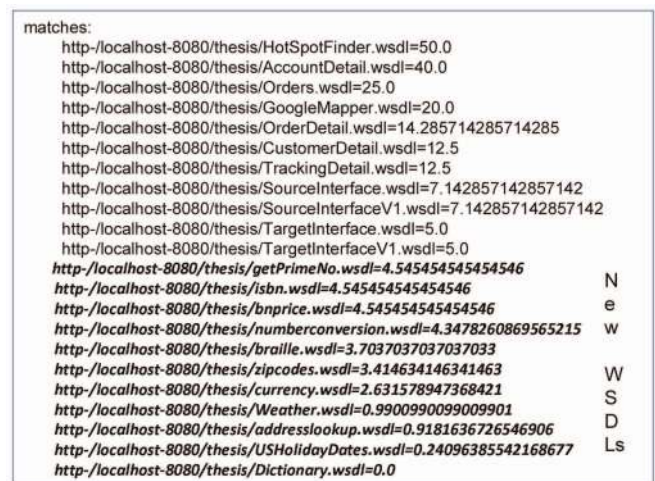 matches:
http-/localhost-8080/thesis/HotSpotFinder.wsdl=50.0
http-/localhost-8080/thesis/AccountDetail.wsdl=40.0
http-/localhost-8080/thesis/Orders.wsdl=25.0
http-/localhost-8080/thesis/GoogleMapper.wsdl=20.0
http-/localhost-8080/thesis/OrderDetail.wsdl=14.285714285714285
http-/localhost-8080/thesis/CustomerDetail.wsdl=12.5
http-/localhost-8080/thesis/TrackingDetail.wsdl=12.5
http-/localhost-8080/thesis/SourceInterface.wsdl=7.142857142857142
http-/localhost-8080/thesis/SourceInterfaceV1.wsdl=7.142857142857142
http-/localhost-8080/thesis/TargetInterface.wsdl=5.0
http-/localhost-8080/thesis/TargetInterfaceV1.wsdl=5.0
http-/localhost-8080/thesis/getPrimeNo.wsdl=4.545454545454546
http-/localhost-8080/thesis/isbn.wsdl=4.545454545454546
http-/localhost-8080/thesis/bnprice.wsdl=4.545454545454546
http-/localhost-8080/thesis/numberconversion.wsdl=4.3478260869565215
http-/localhost-8080/thesis/braille.wsdl=3.7037037037037033
http-/localhost-8080/thesis/zipcodes.wsdl=3.414634146341463
http-/localhost-8080/thesis/currency.wsdl=2.631578947368421
http-/localhost-8080/thesis/Weather.wsdl=0.9900990099009901
http-/localhost-8080/thesis/addresslookup.wsdl=0.9181636726546906
http-/localhost-8080/thesis/USHolidayDates.wsdl=0.24096385542168677
http-/localhost-8080/thesis/Dictionary.wsdl=0.0
N
e
w
W
S
D
Ls